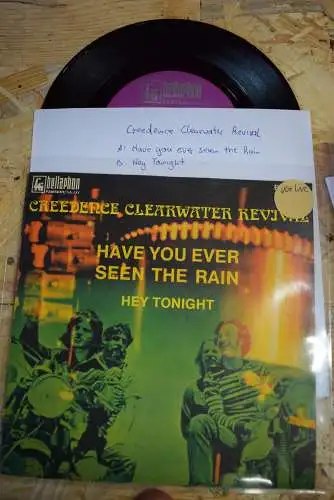 bellaphon
Creedence Clearwater Revival
A) Have you ever seen the Rain
B. Hey Tonight
bellaphon
CREEDENCE CLEARWATER REVIVAL
HAVE YOU EVER
SEEN THE RAIN
HEY TONIGHT